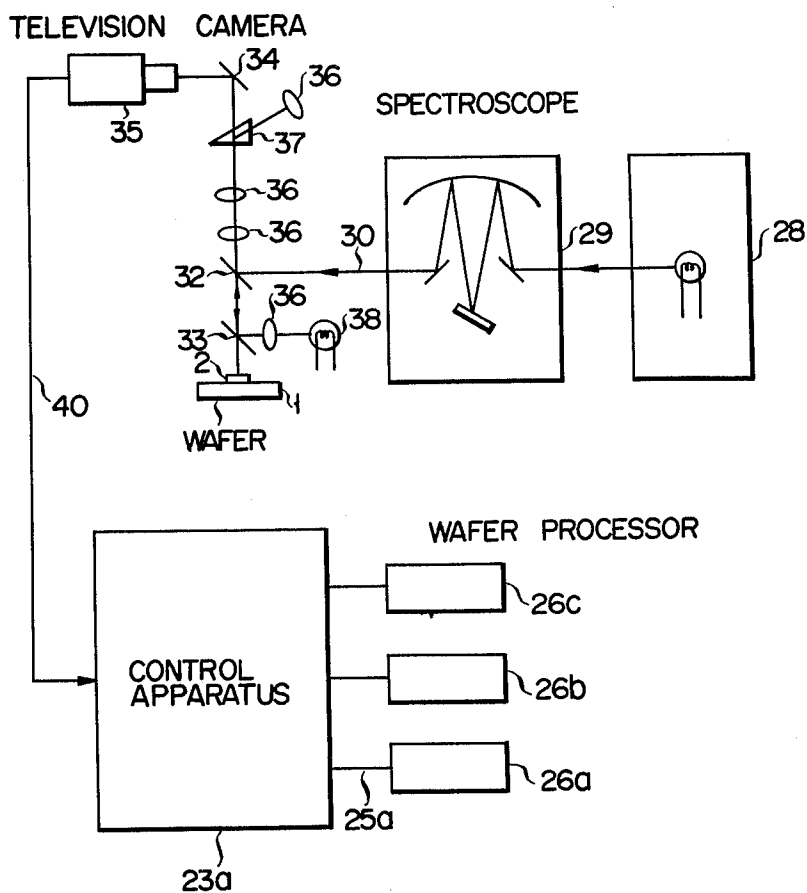 TELEVISION CAMERA
34
36
35
37
SPECTROSCOPE
36
36
30
29
28
32
36
38
33
2
1
WAFER
40
WAFER PROCESSOR
26c
CONTROL
APPARATUS
26b
26a
25a
23a